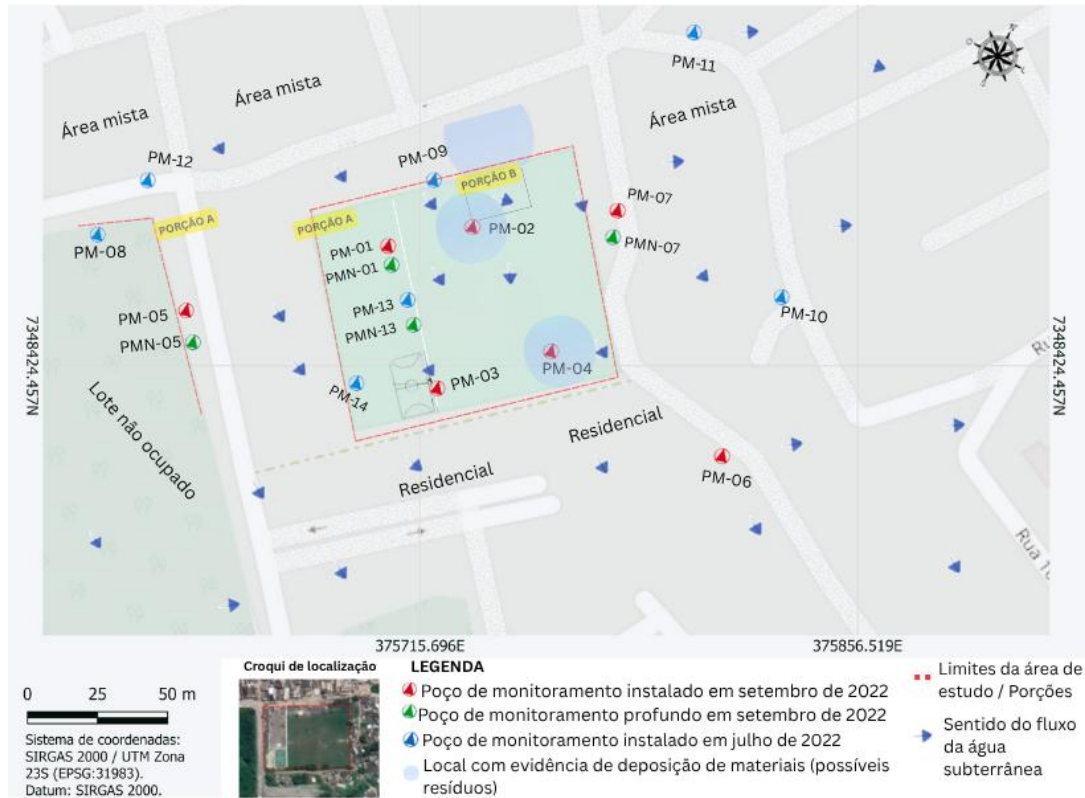 PM-11
Área mista
Área mista
Área mista
PM-12
PM-09
PORÇÃO B
PORÇÃO A
PORÇÃO A
PM-07
PM-08
PM-02
PMN-07
PM-01
PMN-01
PM-13
PM-05
PM-10
PMN-13
PMN-05
PM-04
PM-03
PM-14
7348424.457N
7348424.457N
Lote não ocupado
Residencial
Residencial
PM-06
375715.696E
375856.519E
Croqui de localização
LEGENDA
Poço de monitoramento instalado em setembro de 2022
Poço de monitoramento profundo em setembro de 2022
Poço de monitoramento instalado em julho de 2022
Local com evidência de deposição de materiais (possíveis
resíduos)
Limites da área de
estudo / Porções
Sentido do fluxo
da água
subterrânea
0 25 50 m
Sistema de coordenadas:
SIRGAS 2000 / UTM Zona
23S (EPSG:31983).
Datum: SIRGAS 2000.